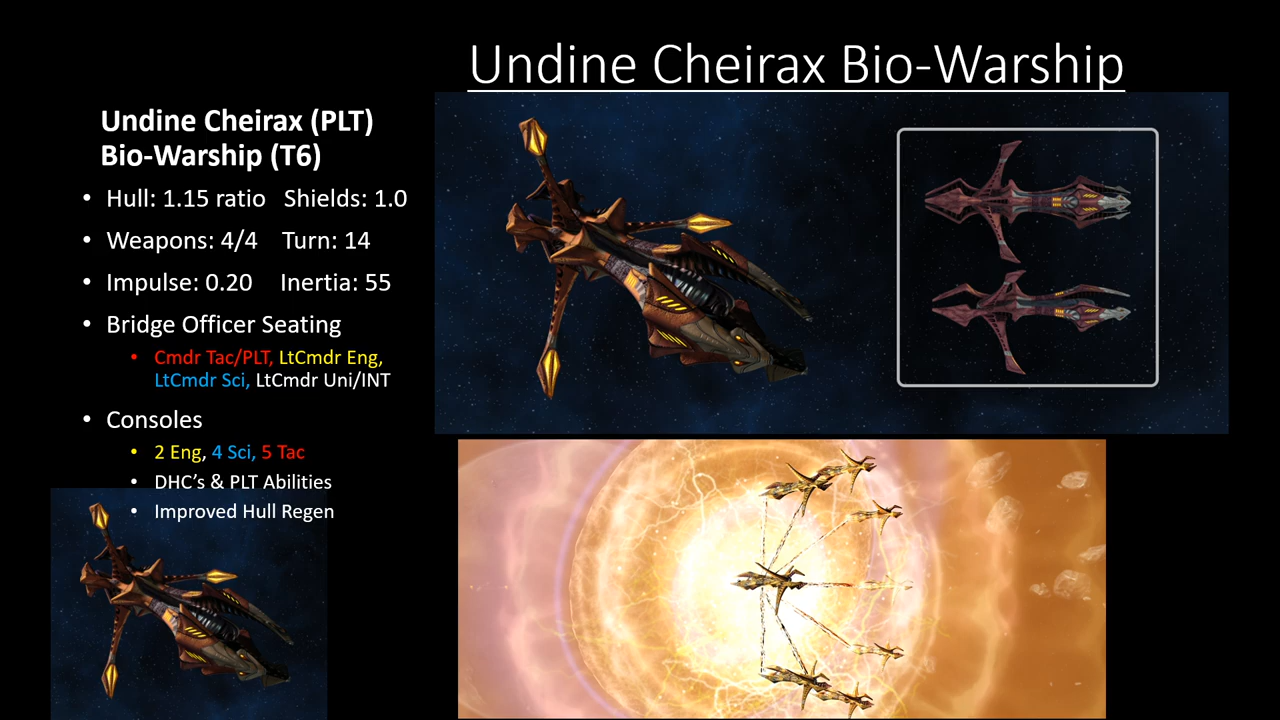 Undine Cheirax Bio-Warship
Undine Cheirax (PLT)
Bio-Warship (T6)
• Hull: 1.15 ratio Shields: 1.0
• Weapons: 4/4 Turn: 14
• Impulse: 0.20 Inertia: 55
• Bridge Officer Seating
• Cmdr Tac/PLT, LtCmdr Eng,
LtCmdr Sci, LtCmdr Uni/INT
• Consoles
• 2 Eng, 4 Sci, 5 Tac
• DHC’s & PLT Abilities
• Improved Hull Regen